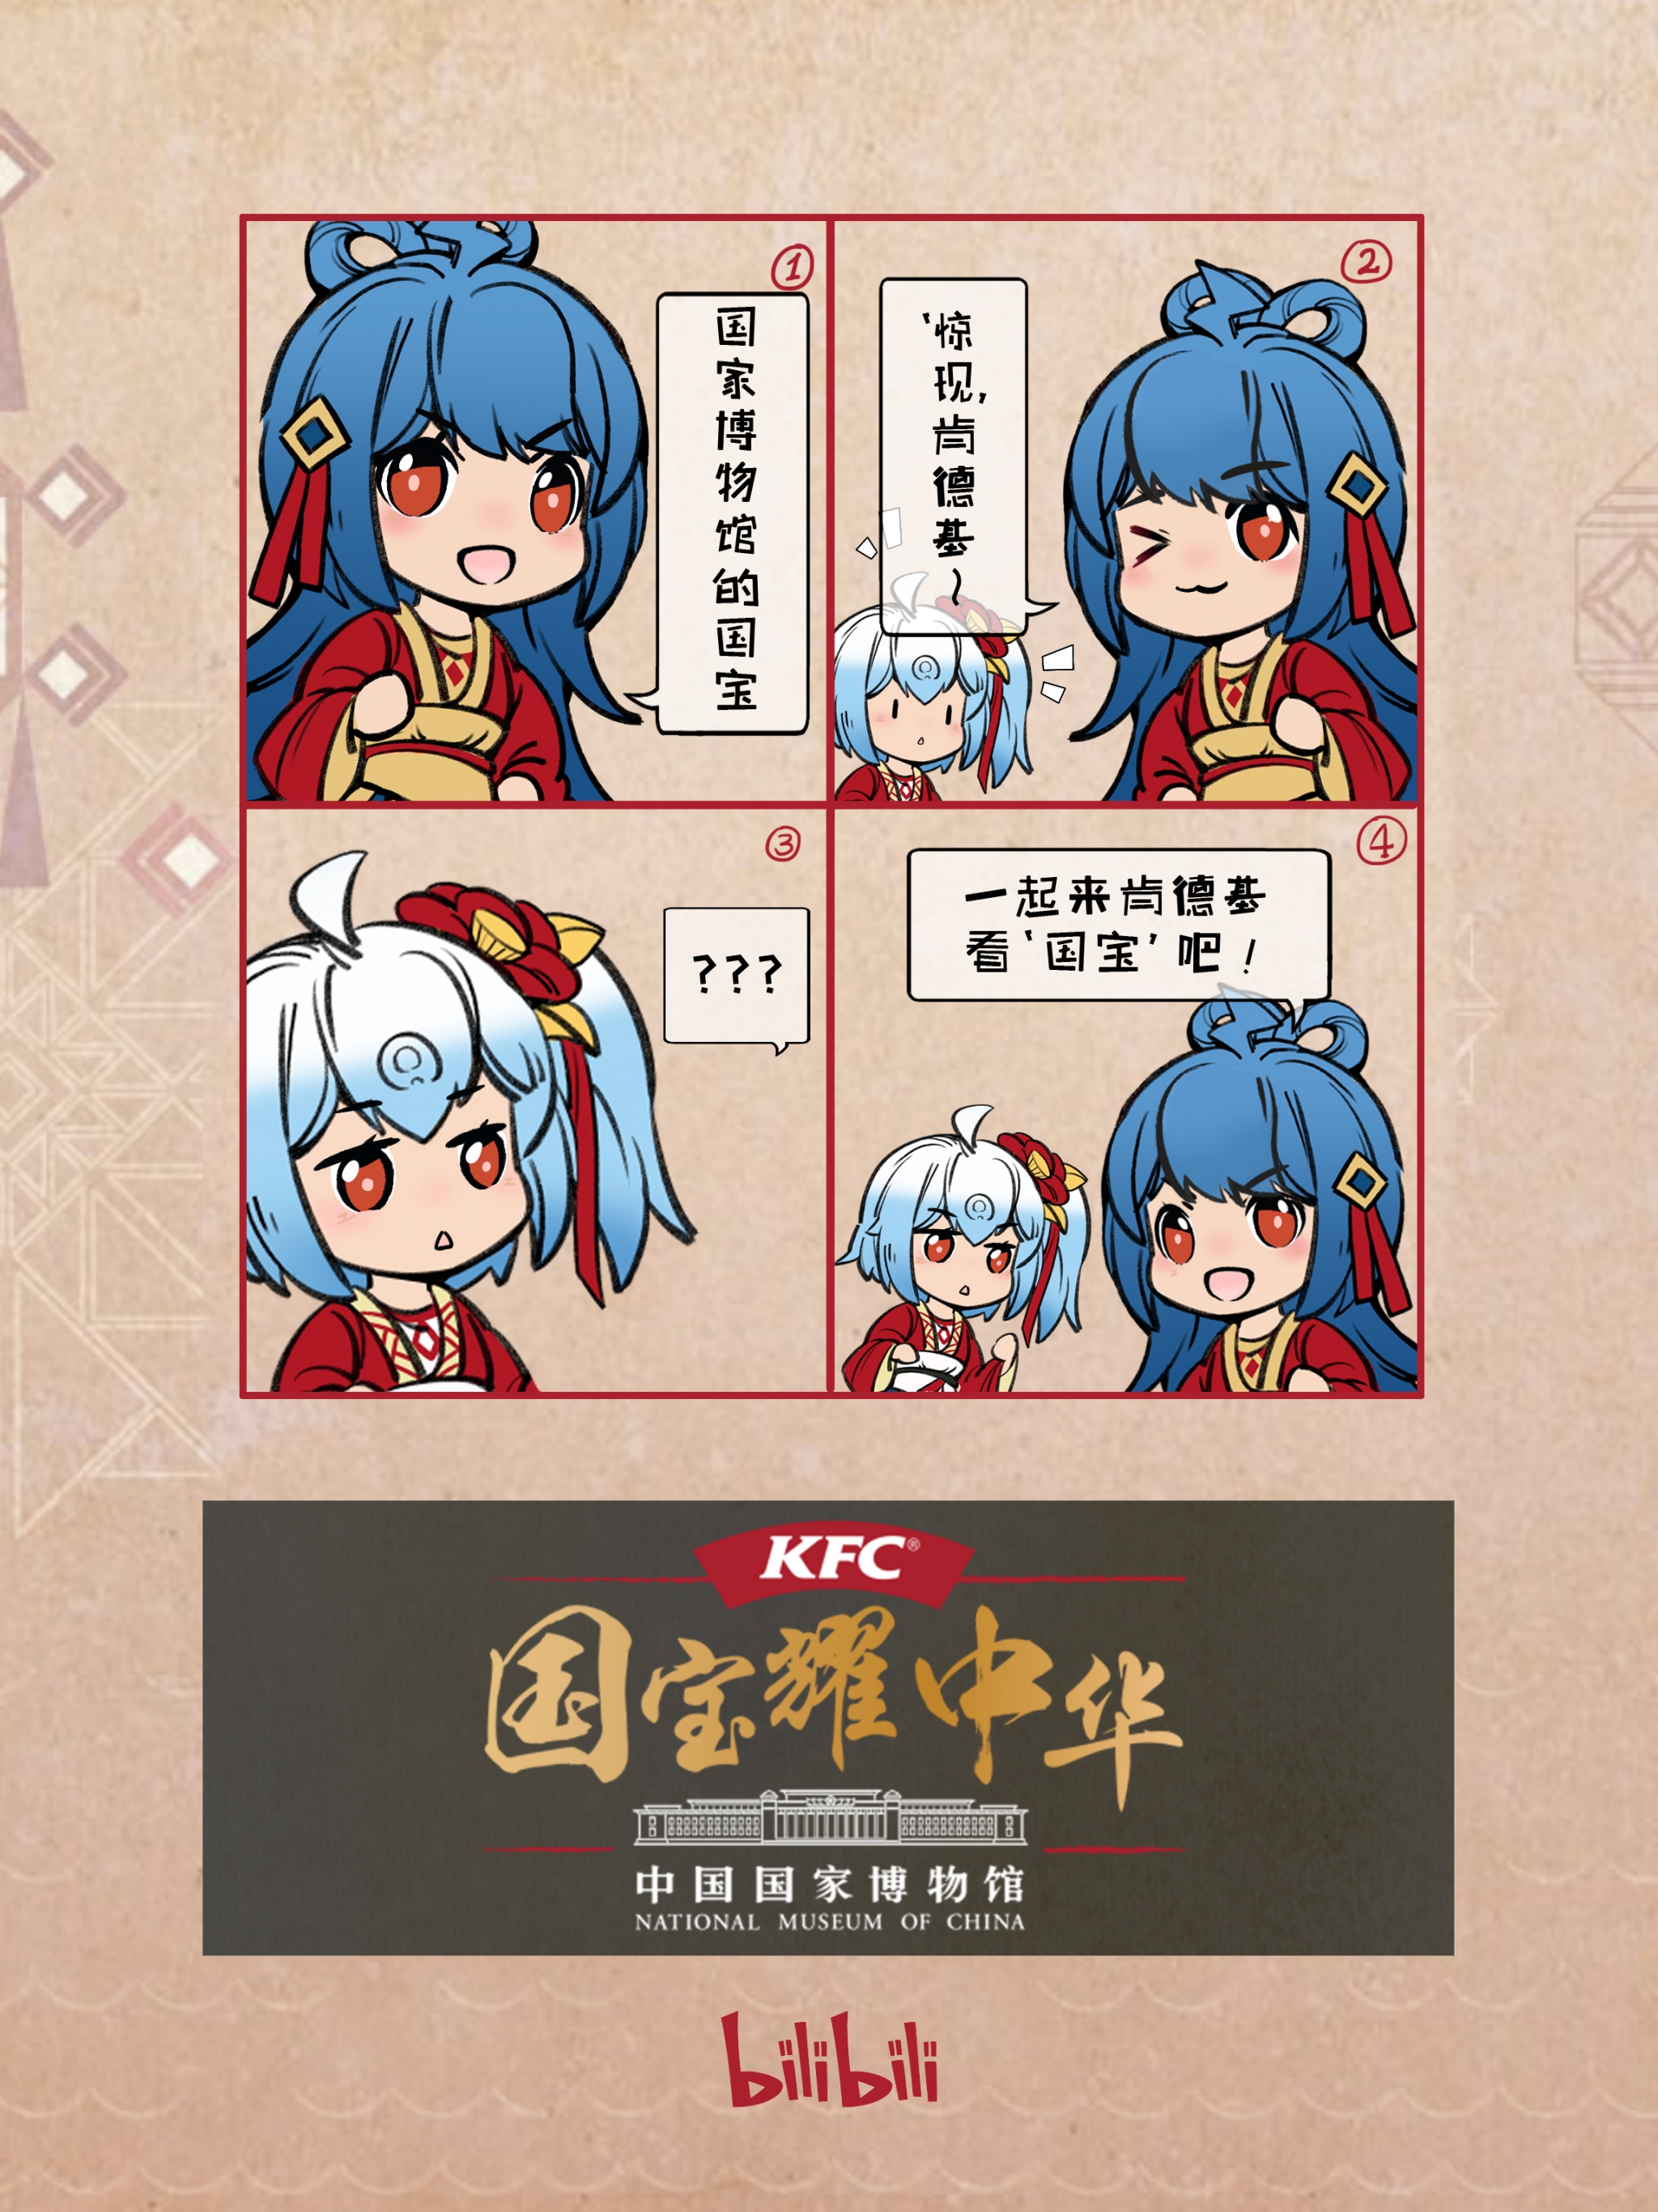 ①
国家博物馆的国宝
②
‘惊现，肯德基~
③
???
④
一起来肯德基
看‘国宝’吧！
KFC®
国宝耀中华
中国国家博物馆
NATIONAL MUSEUM OF CHINA
bilibili